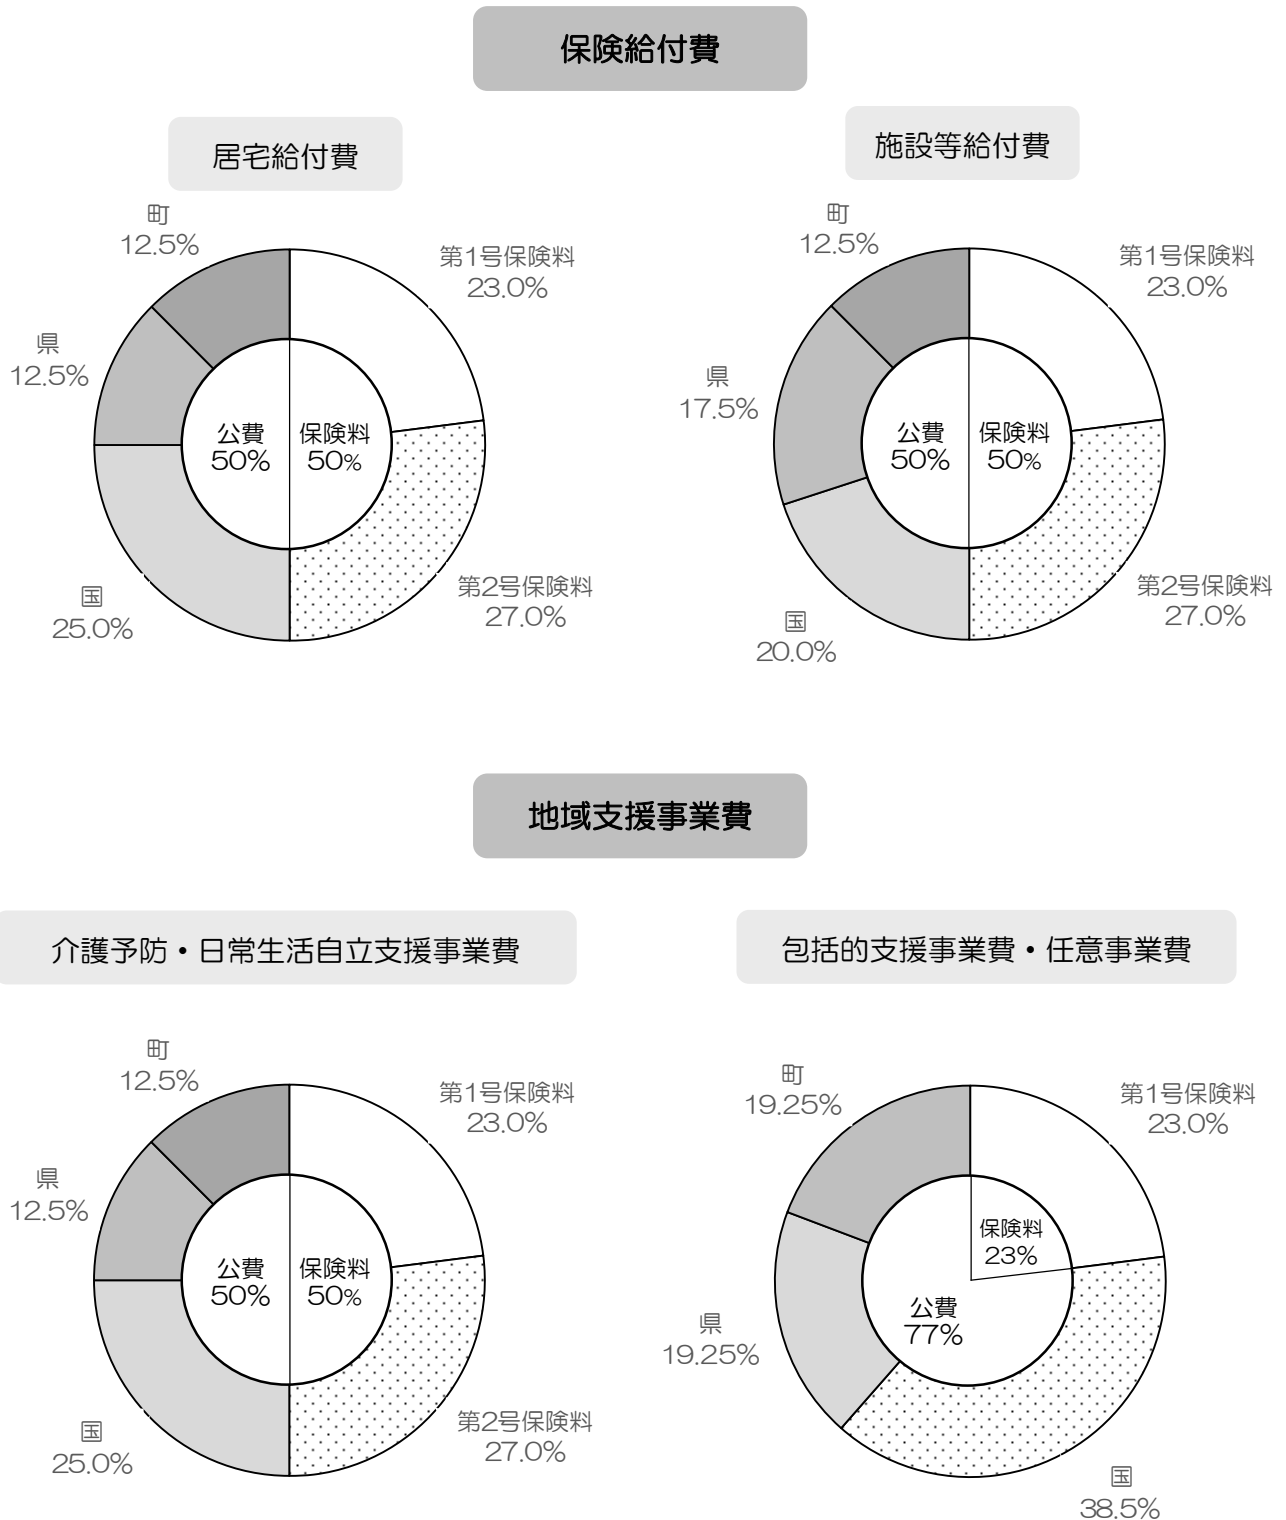 保険給付費
居宅給付費
町
12.5%
第1号保険料
23.0%
県
12.5%
公費
50%
保険料
50%
国
25.0%
第2号保険料
27.0%
施設等給付費
町
12.5%
第1号保険料
23.0%
県
17.5%
公費
50%
保険料
50%
国
20.0%
第2号保険料
27.0%
地域支援事業費
介護予防・日常生活自立支援事業費
町
12.5%
第1号保険料
23.0%
県
12.5%
公費
50%
保険料
50%
国
25.0%
第2号保険料
27.0%
包括的支援事業費・任意事業費
町
19.25%
第1号保険料
23.0%
保険料
23%
県
19.25%
公費
77%
国
38.5%